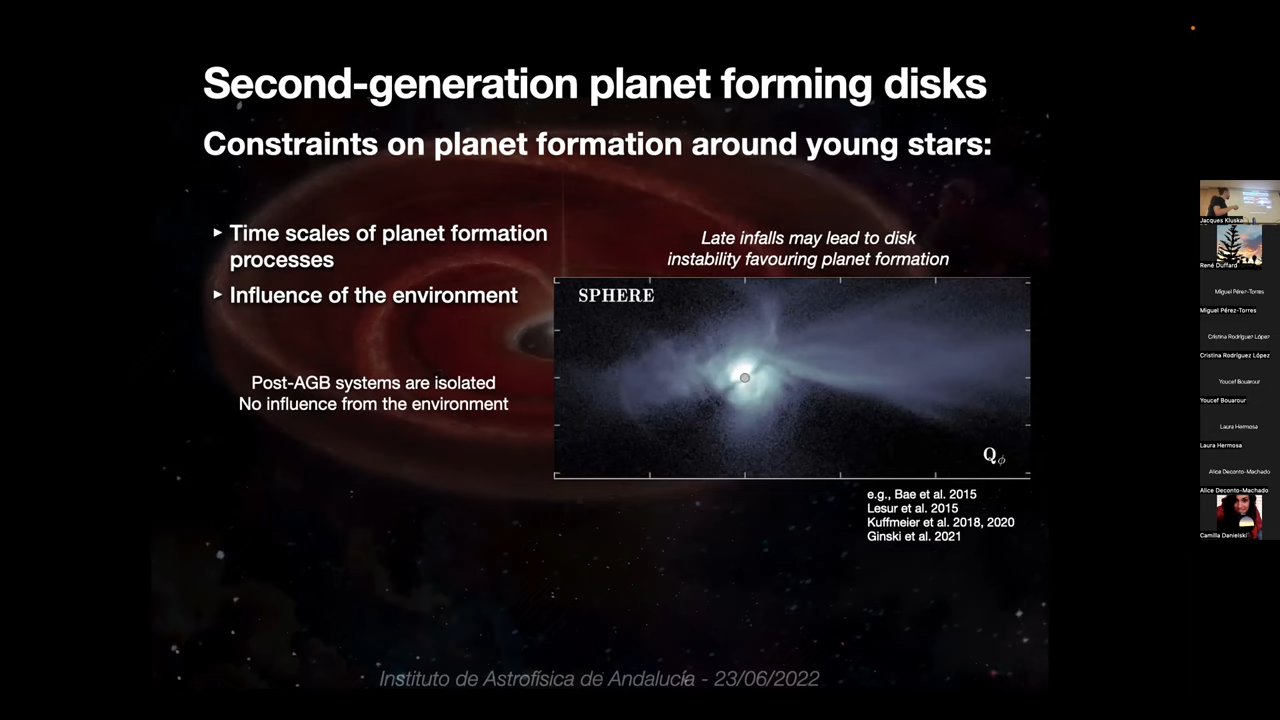 Second-generation planet forming disks
Constraints on planet formation around young stars:
▸ Time scales of planet formation
processes
▸ Influence of the environment
Post-AGB systems are isolated
No influence from the environment
Late infalls may lead to disk
instability favouring planet formation
SPHERE
Qϕ
e.g., Bae et al. 2015
Lesur et al. 2015
Kuffmeier et al. 2018, 2020
Ginski et al. 2021
Instituto de Astrofísica de Andalucía - 23/06/2022
Jacques Kluska
René Duffard
Miguel Pérez-Torres
Miguel Pérez-Torres
Cristina Rodríguez López
Cristina Rodríguez López
Youcef Bouarour
Youcef Bouarour
Laura Hermosa
Laura Hermosa
Alice Deconto-Machado
Alice Deconto-Machado
Camilla Danielski